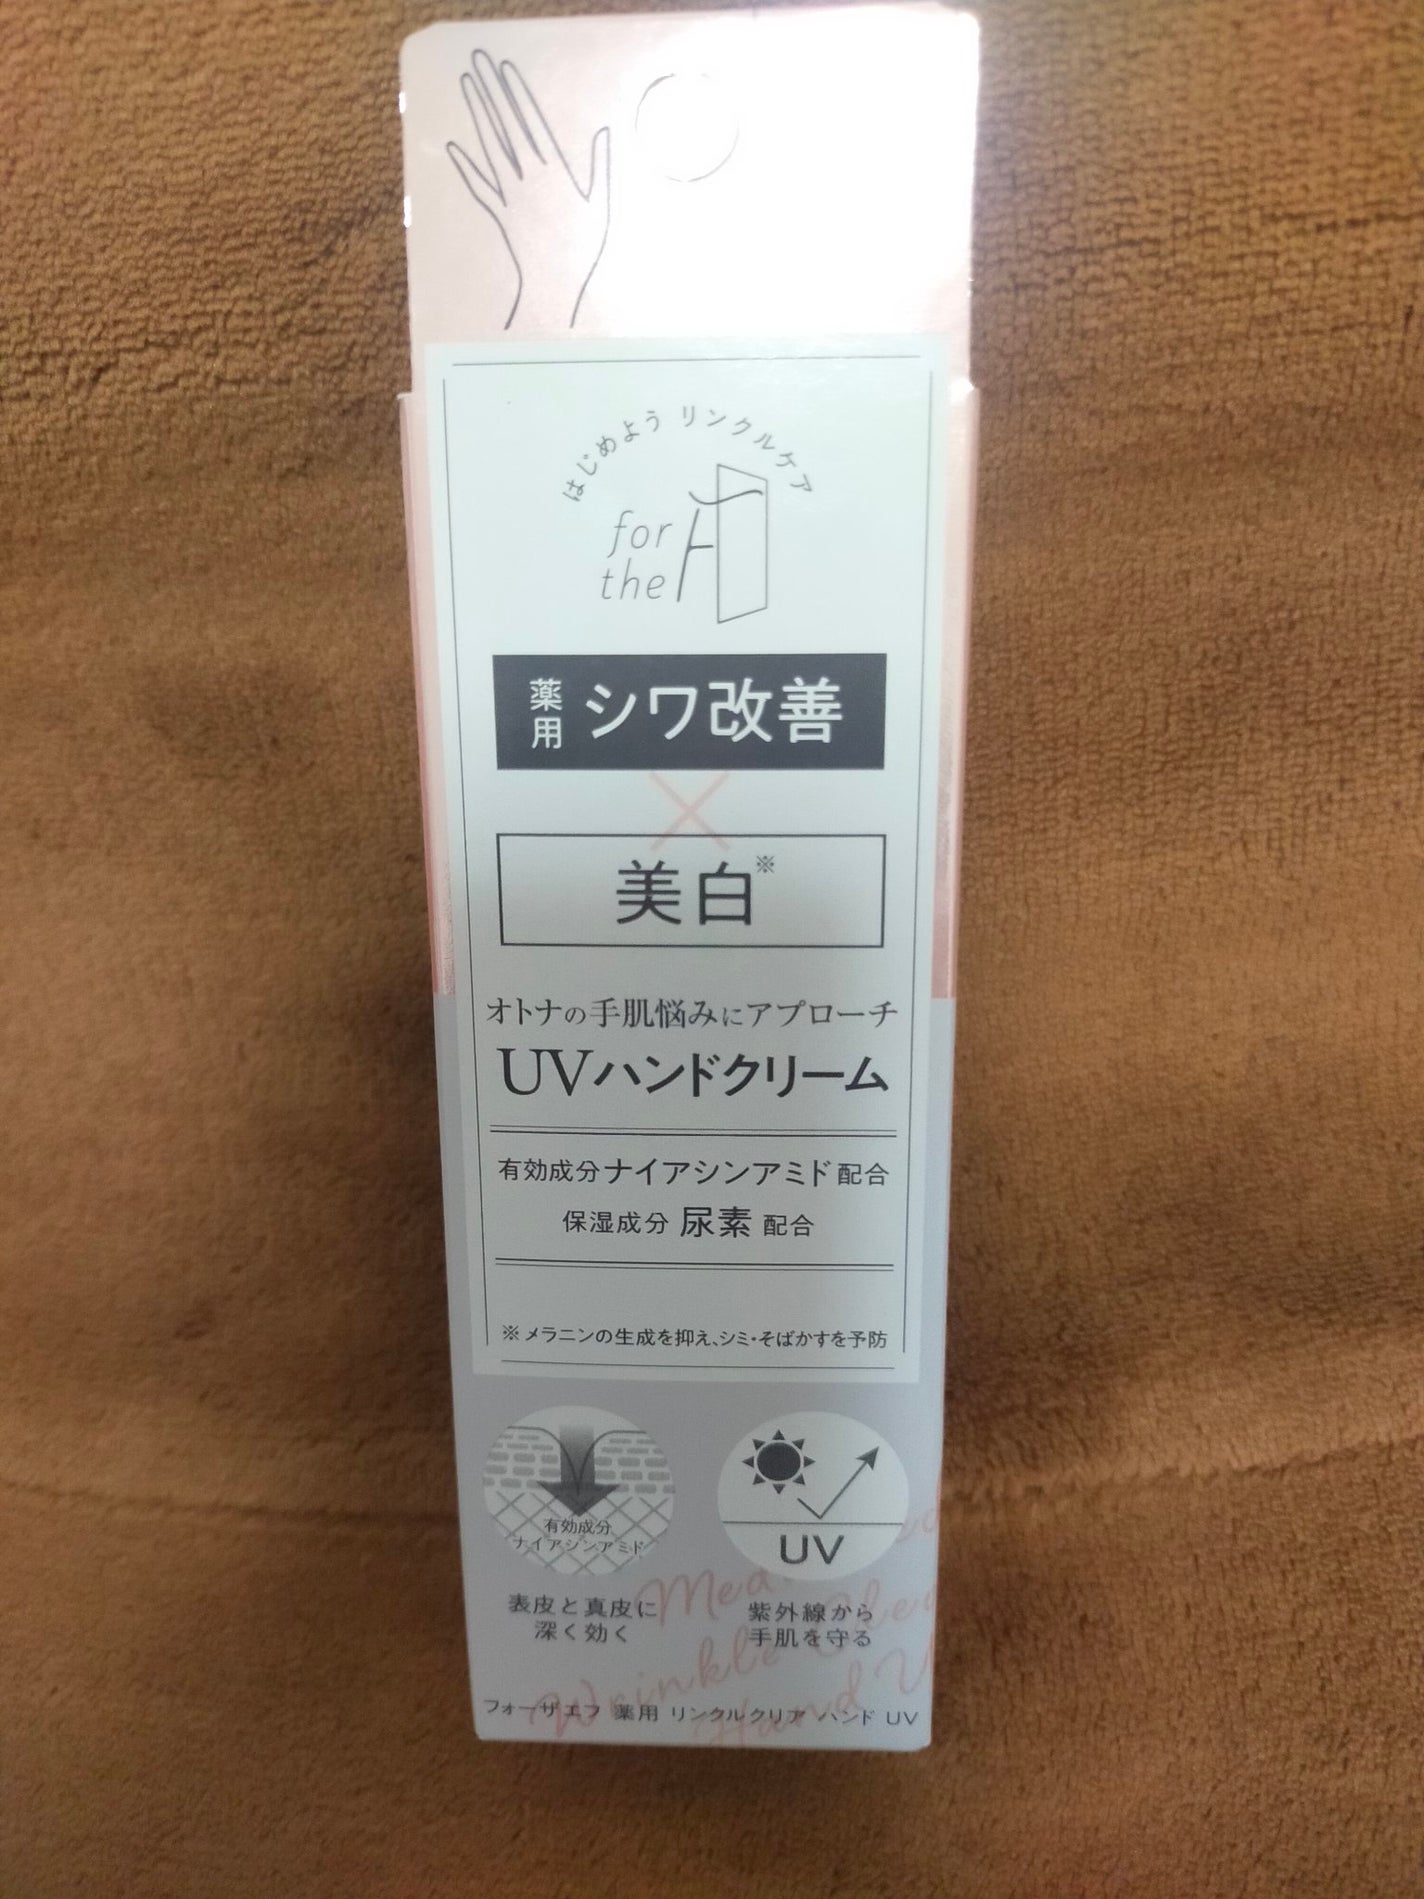 はじめよう リンクルケア
for
the F
薬用 シワ改善
×
美白※
オトナの手肌悩みにアプローチ
UVハンドクリーム
有効成分ナイアシンアミド配合
保湿成分 尿素 配合
※メラニンの生成を抑え、シミ・そばかすを予防
有効成分
ナイアシンアミド
UV
表皮と真皮に
深く効く
紫外線から
手肌を守る
Wrinkle
Hand U
フォーザエフ 薬用 リンクルクリア ハンド UV